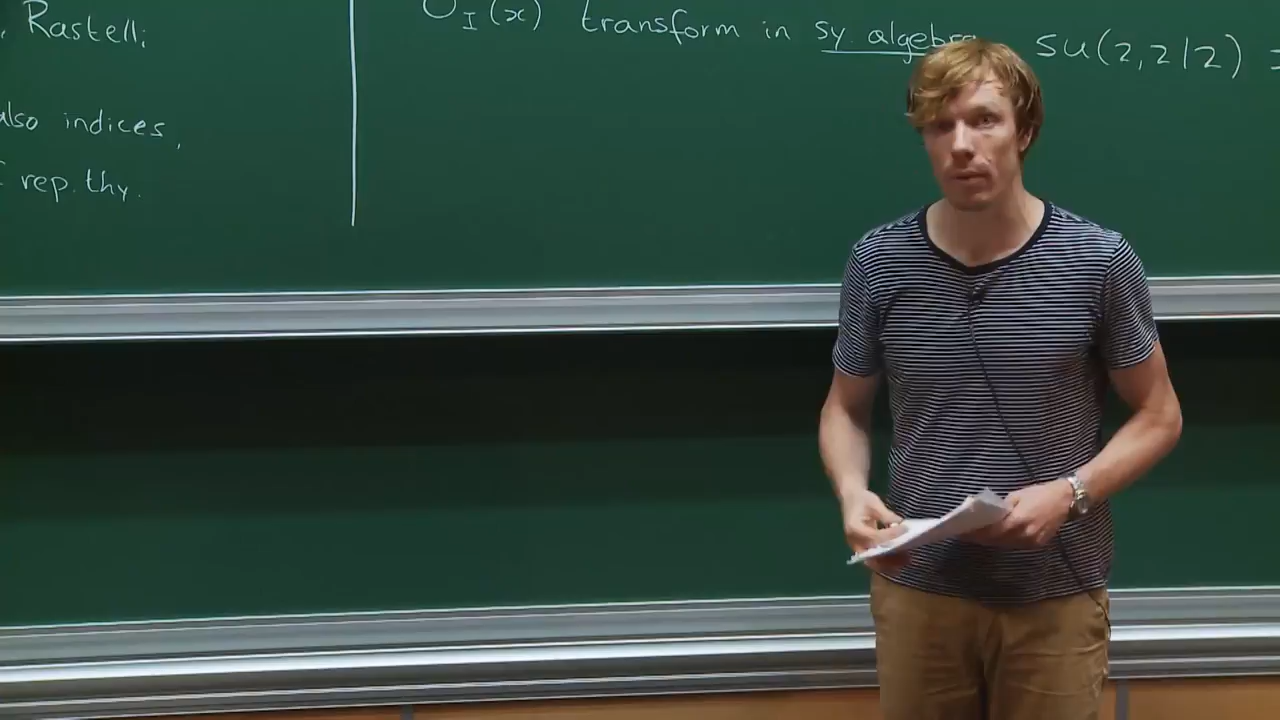 Rastelli
also indices,
rep. thy.
O_I(x) transform in sy. algebra su(2,2|2) =